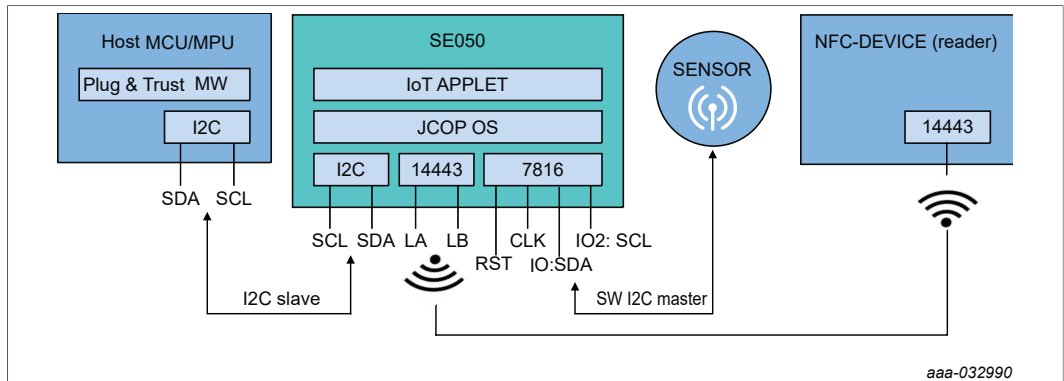 Host MCU/MPU
Plug & Trust MW
I2C
SDA SCL
SE050
IoT APPLET
JCOP OS
I2C 14443 7816
SCL SDA LA LB RST CLK IO:SDA IO2: SCL
SENSOR
NFC-DEVICE (reader)
14443
I2C slave
SW I2C master
aaa-032990